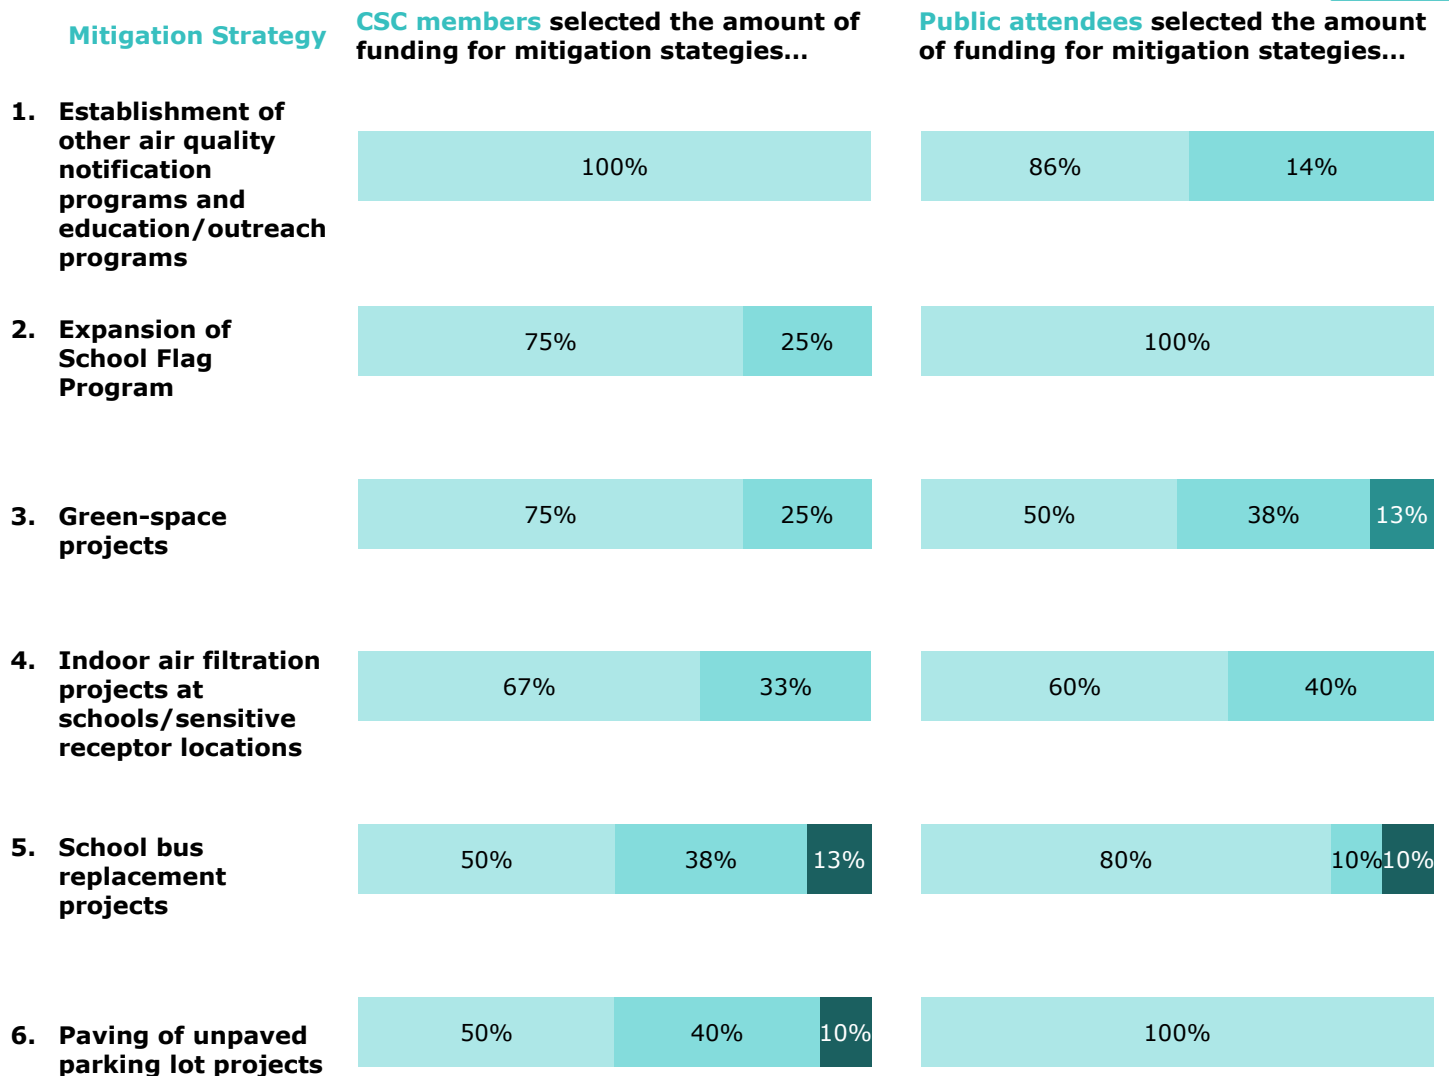 Mitigation Strategy
CSC members selected the amount of
funding for mitigation stategies...
Public attendees selected the amount
of funding for mitigation stategies...
1. Establishment of
other air quality
notification
programs and
education/outreach
programs
100%
86% 14%
2. Expansion of
School Flag
Program
75% 25%
100%
3. Green-space
projects
75% 25%
50% 38% 13%
4. Indoor air filtration
projects at
schools/sensitive
receptor locations
67% 33%
60% 40%
5. School bus
replacement
projects
50% 38% 13%
80% 10% 10%
6. Paving of unpaved
parking lot projects
50% 40% 10%
100%